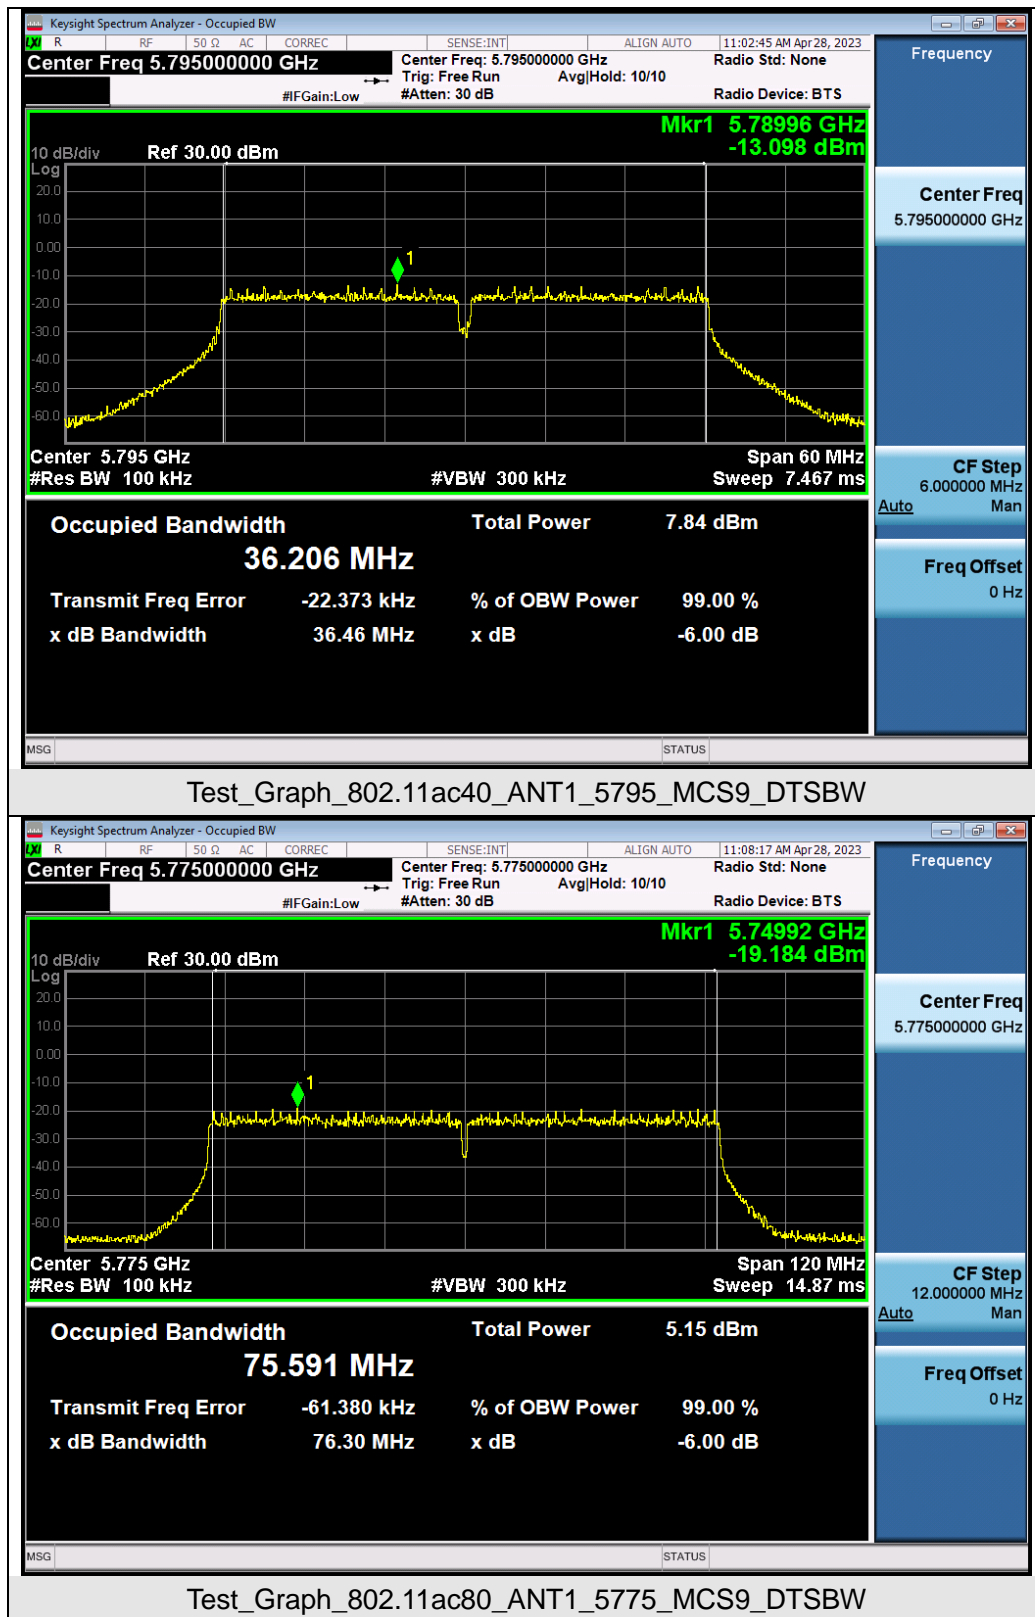 Keysight Spectrum Analyzer - Occupied BW
LXI R RF 50 Ω AC CORREC SENSE:INT ALIGN AUTO 11:02:45 AM Apr 28, 2023
Center Freq 5.795000000 GHz
Center Freq: 5.795000000 GHz
Radio Std: None
Trig: Free Run Avg|Hold: 10/10
#IFGain:Low
#Atten: 30 dB
Radio Device: BTS
Frequency
Mkr1 5.78996 GHz
-13.098 dBm
10 dB/div Ref 30.00 dBm
Log
20.0
10.0
0.00
-10.0
-20.0
-30.0
-40.0
-50.0
-60.0
1
Center Freq
5.795000000 GHz
Center 5.795 GHz Span 60 MHz
#Res BW 100 kHz #VBW 300 kHz Sweep 7.467 ms
CF Step
6.000000 MHz
Auto Man
Occupied Bandwidth Total Power 7.84 dBm
36.206 MHz
Freq Offset
0 Hz
Transmit Freq Error -22.373 kHz % of OBW Power 99.00 %
x dB Bandwidth 36.46 MHz x dB -6.00 dB
MSG STATUS
Test_Graph_802.11ac40_ANT1_5795_MCS9_DTSBW
Keysight Spectrum Analyzer - Occupied BW
LXI R RF 50 Ω AC CORREC SENSE:INT ALIGN AUTO 11:08:17 AM Apr 28, 2023
Center Freq 5.775000000 GHz
Center Freq: 5.775000000 GHz
Radio Std: None
Trig: Free Run Avg|Hold: 10/10
#IFGain:Low
#Atten: 30 dB
Radio Device: BTS
Frequency
Mkr1 5.74992 GHz
-19.184 dBm
10 dB/div Ref 30.00 dBm
Log
20.0
10.0
0.00
-10.0
-20.0
-30.0
-40.0
-50.0
-60.0
1
Center Freq
5.775000000 GHz
Center 5.775 GHz Span 120 MHz
#Res BW 100 kHz #VBW 300 kHz Sweep 14.87 ms
CF Step
12.000000 MHz
Auto Man
Occupied Bandwidth Total Power 5.15 dBm
75.591 MHz
Freq Offset
0 Hz
Transmit Freq Error -61.380 kHz % of OBW Power 99.00 %
x dB Bandwidth 76.30 MHz x dB -6.00 dB
MSG STATUS
Test_Graph_802.11ac80_ANT1_5775_MCS9_DTSBW